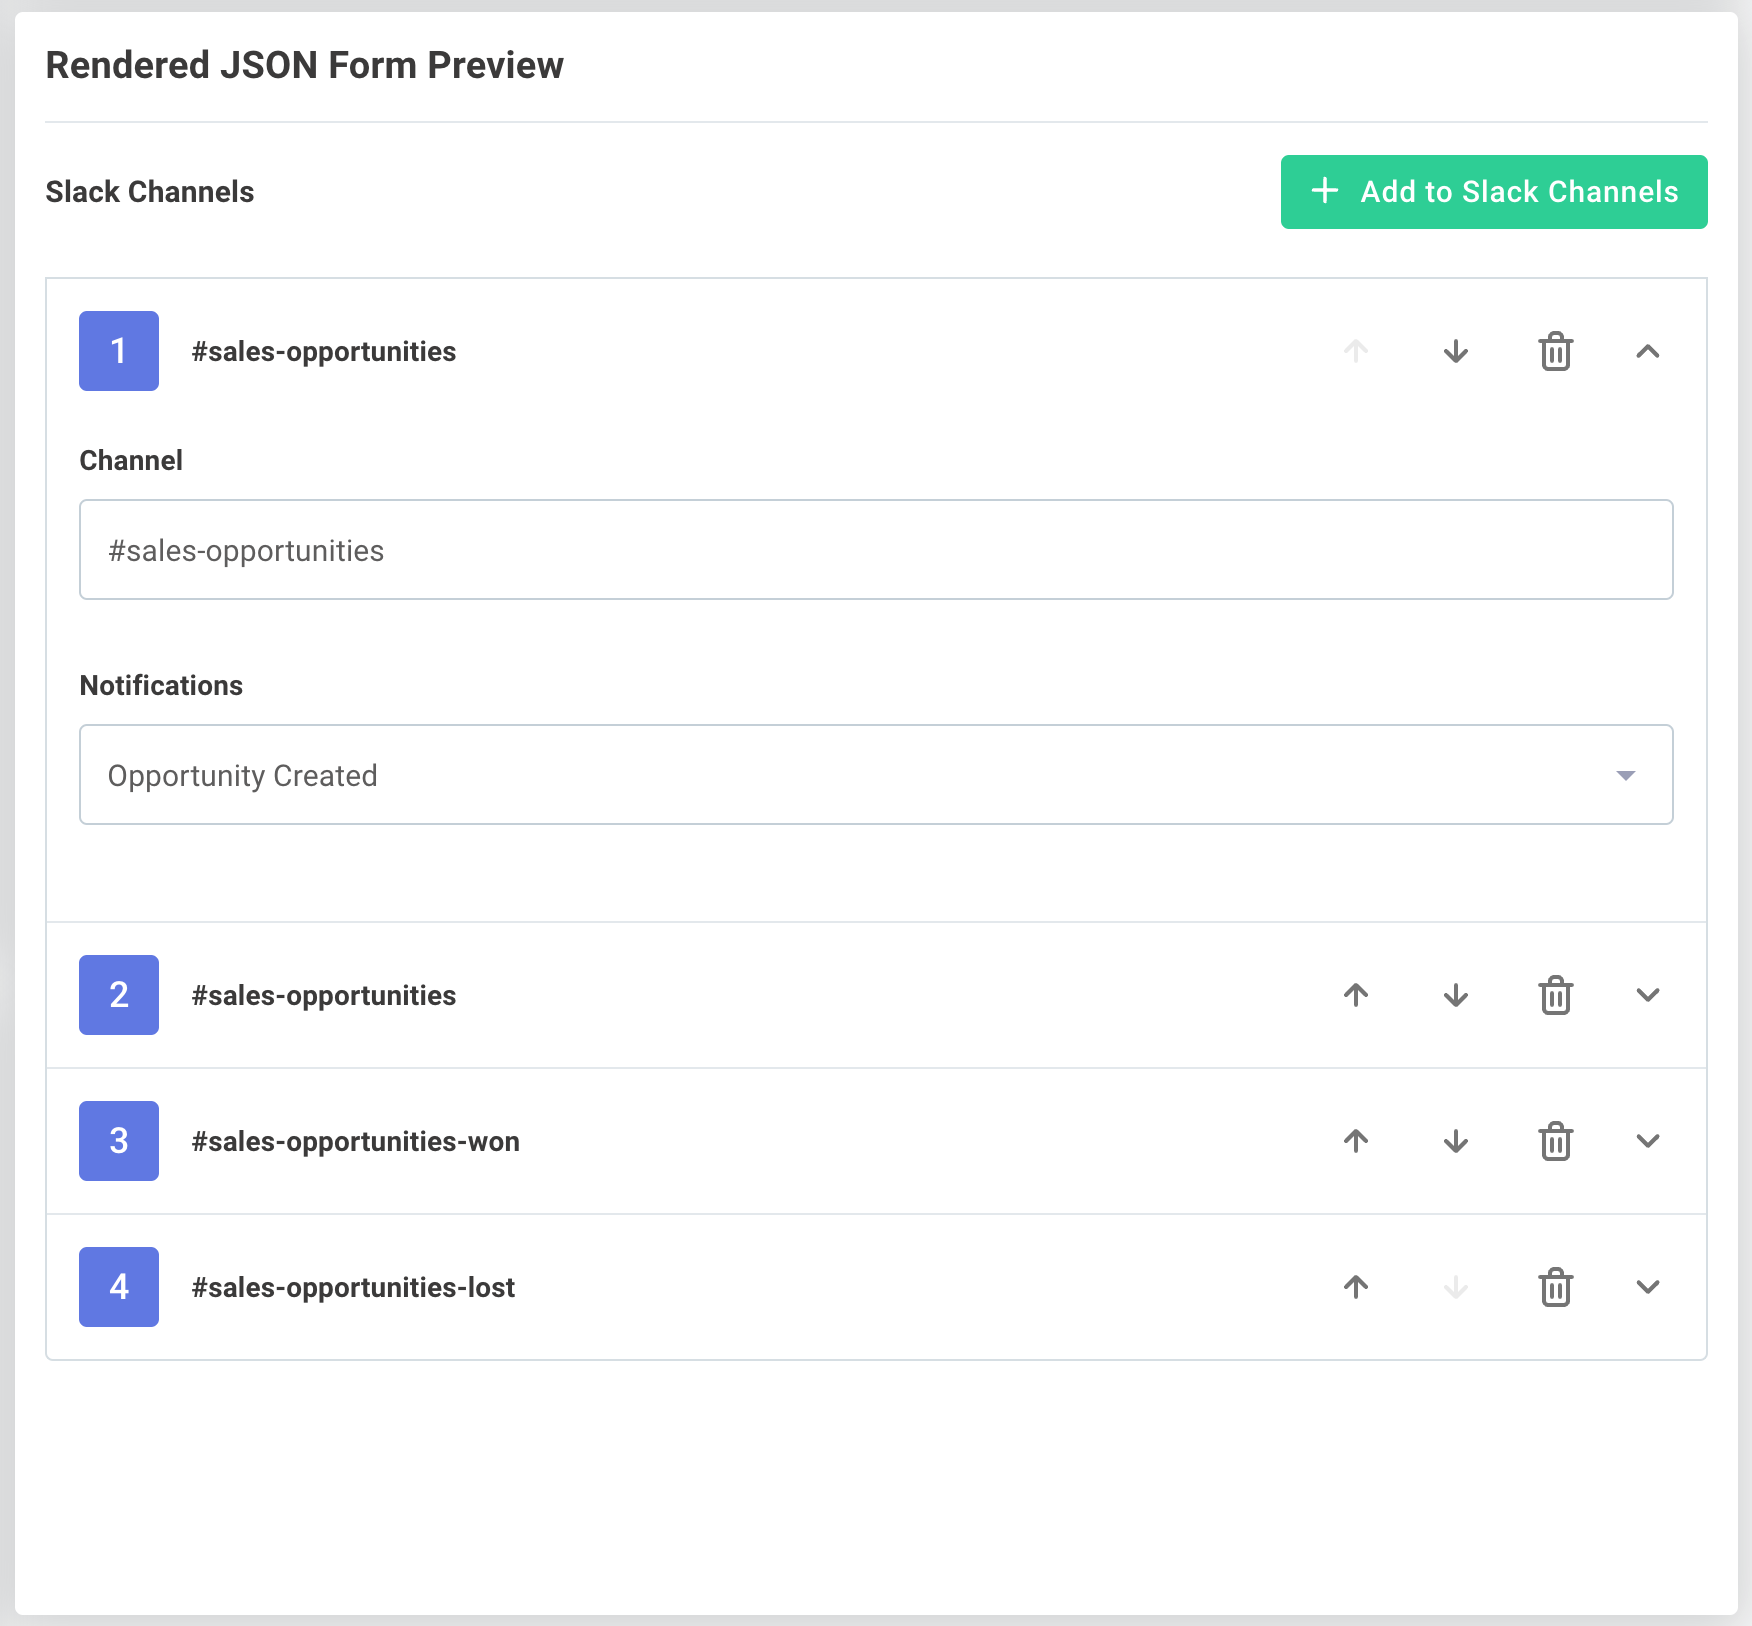 Rendered JSON Form Preview
Slack Channels
Add to Slack Channels
1 #sales-opportunities
Channel
#sales-opportunities
Notifications
Opportunity Created
2 #sales-opportunities
3 #sales-opportunities-won
4 #sales-opportunities-lost